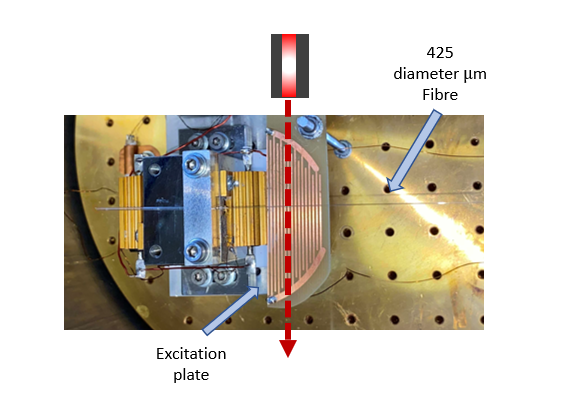 425
diameter µm
Fibre
Excitation
plate